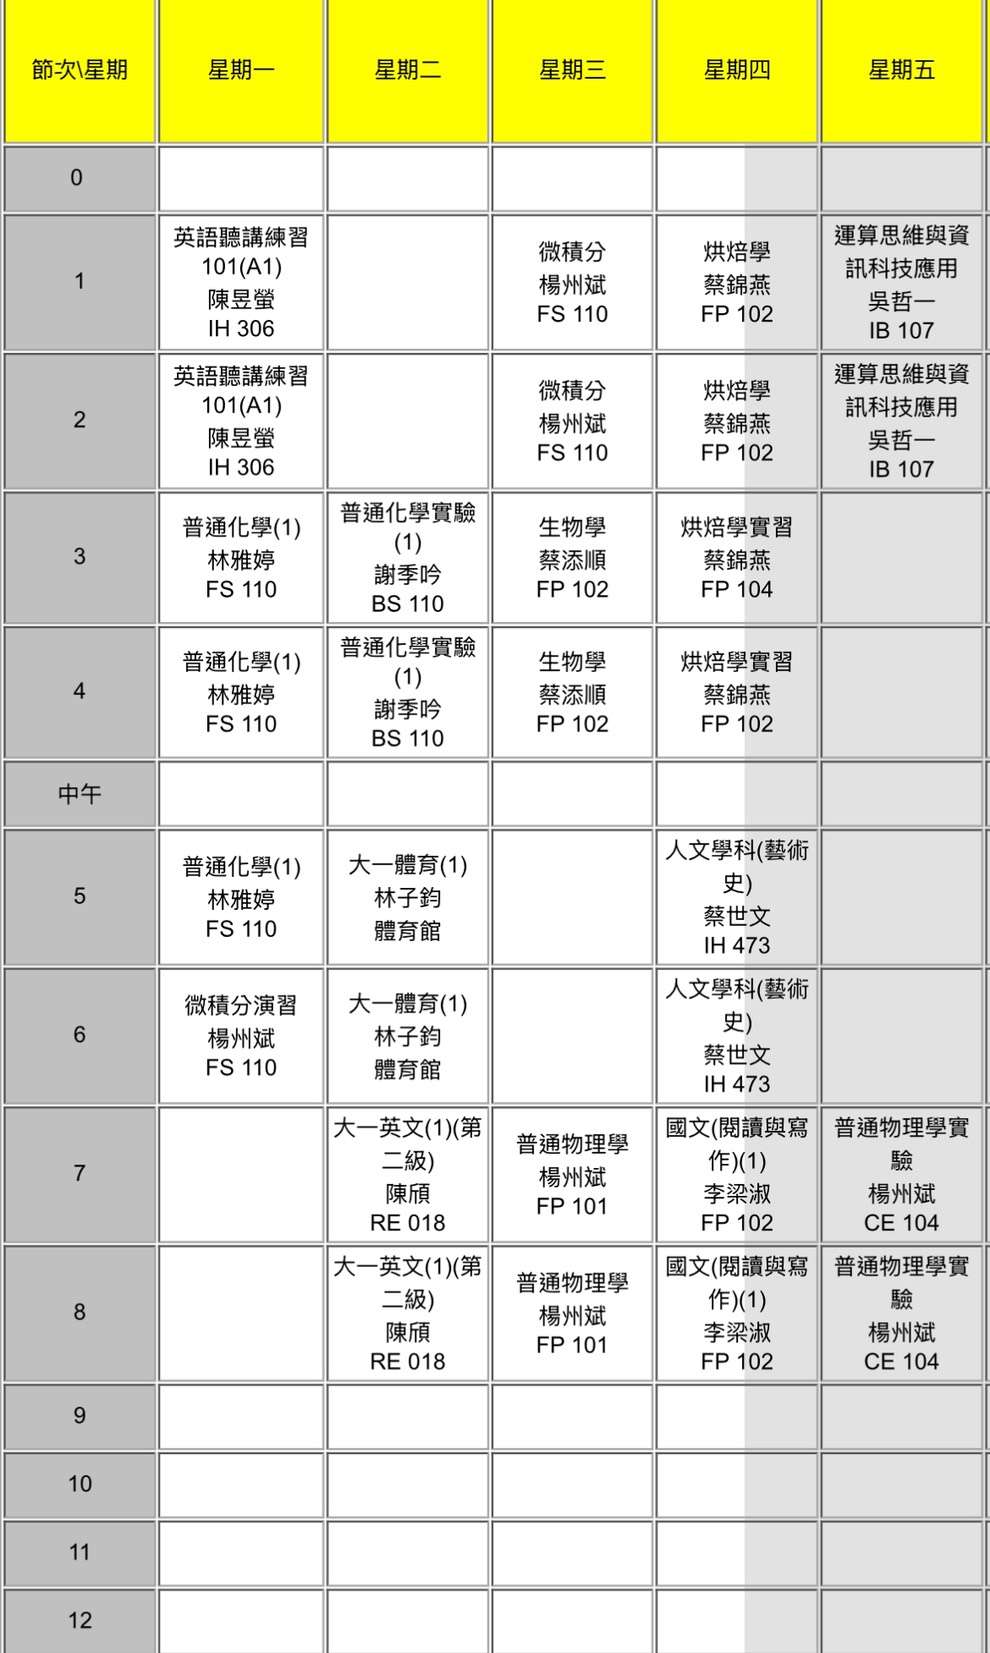 節次\星期 星期一 星期二 星期三 星期四 星期五
0
1
英語聽講練習
101(A1)
陳昱螢
IH 306
微積分
楊州斌
FS 110
烘焙學
蔡錦燕
FP 102
運算思維與資
訊科技應用
吳哲一
IB 107
2
英語聽講練習
101(A1)
陳昱螢
IH 306
微積分
楊州斌
FS 110
烘焙學
蔡錦燕
FP 102
運算思維與資
訊科技應用
吳哲一
IB 107
3
普通化學(1)
林雅婷
FS 110
普通化學實驗
(1)
謝季吟
BS 110
生物學
蔡添順
FP 102
烘焙學實習
蔡錦燕
FP 104
4
普通化學(1)
林雅婷
FS 110
普通化學實驗
(1)
謝季吟
BS 110
生物學
蔡添順
FP 102
烘焙學實習
蔡錦燕
FP 102
中午
5
普通化學(1)
林雅婷
FS 110
大一體育(1)
林子鈞
體育館
人文學科(藝術
史)
蔡世文
IH 473
6
微積分演習
楊州斌
FS 110
大一體育(1)
林子鈞
體育館
人文學科(藝術
史)
蔡世文
IH 473
7
大一英文(1)(第
二級)
陳頎
RE 018
普通物理學
楊州斌
FP 101
國文(閱讀與寫
作)(1)
李梁淑
FP 102
普通物理學實
驗
楊州斌
CE 104
8
大一英文(1)(第
二級)
陳頎
RE 018
普通物理學
楊州斌
FP 101
國文(閱讀與寫
作)(1)
李梁淑
FP 102
普通物理學實
驗
楊州斌
CE 104
9
10
11
12